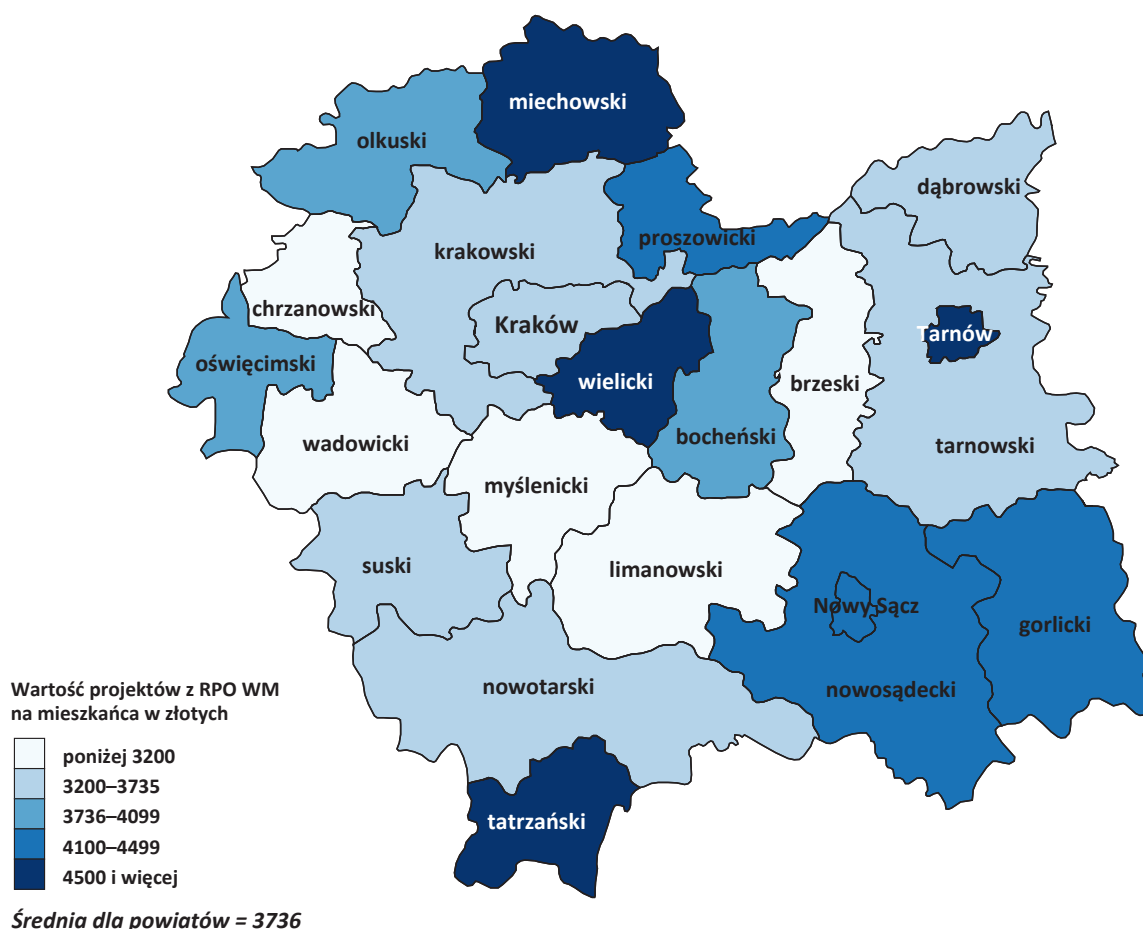 miechowski
olkuski
dąbrowski
proszowicki
krakowski
chrzanowski
Kraków
Tarnów
oświęcimski
wielicki
brzeski
bocheński
wadowicki
tarnowski
myślenicki
suski
limanowski
Nowy Sącz
gorlicki
nowotarski
nowosądecki
tatrzański
Wartość projektów z RPO WM
na mieszkańca w złotych
poniżej 3200
3200–3735
3736–4099
4100–4499
4500 i więcej
Średnia dla powiatów = 3736